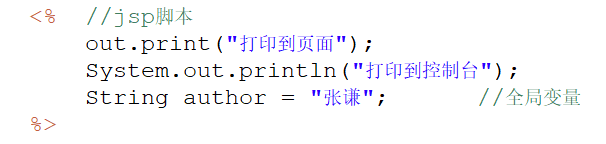 <%  //jsp脚本
    out.print("打印到页面");
    System.out.println("打印到控制台");
    String author = "张谦";       //全局变量
%>